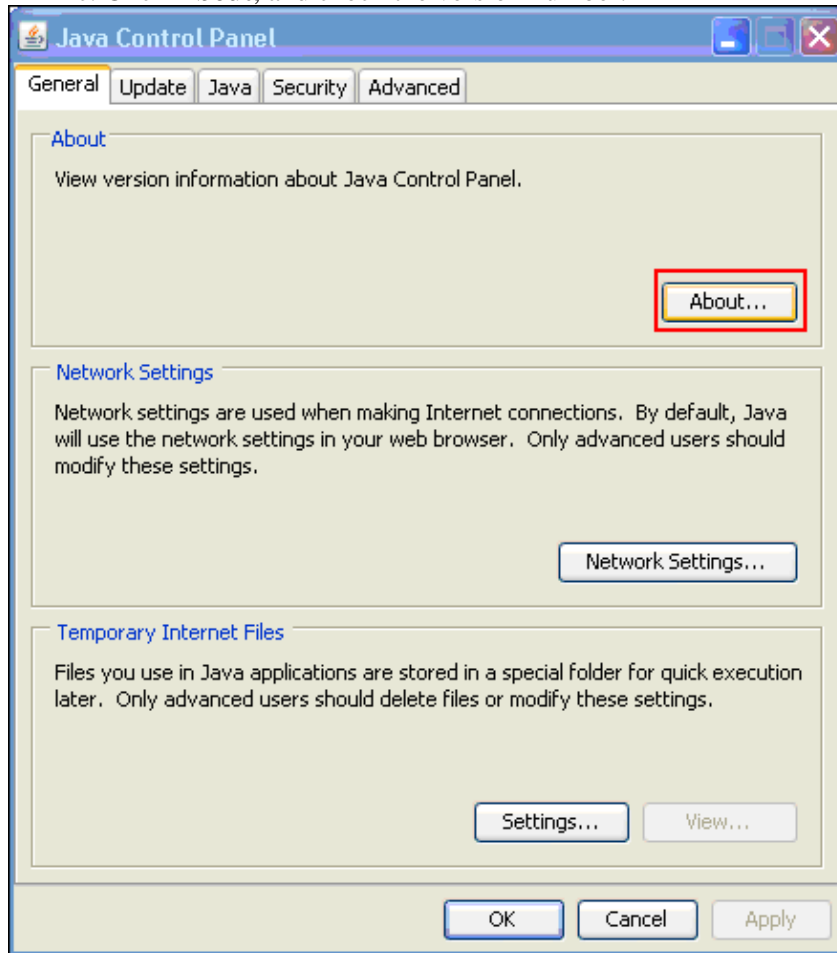 Java Control Panel
General Update Java Security Advanced
About
View version information about Java Control Panel.
About...
Network Settings
Network settings are used when making Internet connections.  By default, Java
will use the network settings in your web browser.  Only advanced users should
modify these settings.
Network Settings...
Temporary Internet Files
Files you use in Java applications are stored in a special folder for quick execution
later.  Only advanced users should delete files or modify these settings.
Settings... View...
OK Cancel Apply